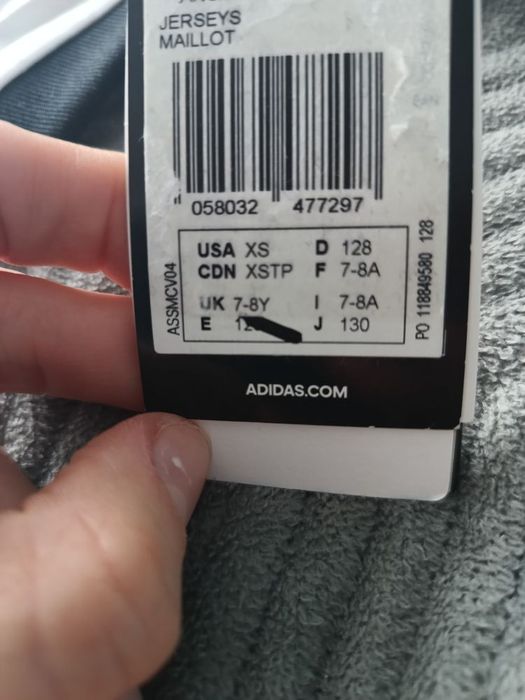 JERSEYS
MAILLOT
058032 477297
USA XS D 128
CDN XSTP F 7-8A
UK 7-8Y I 7-8A
E J 130
ASSMCV04
PO 118849580 128
ADIDAS.COM